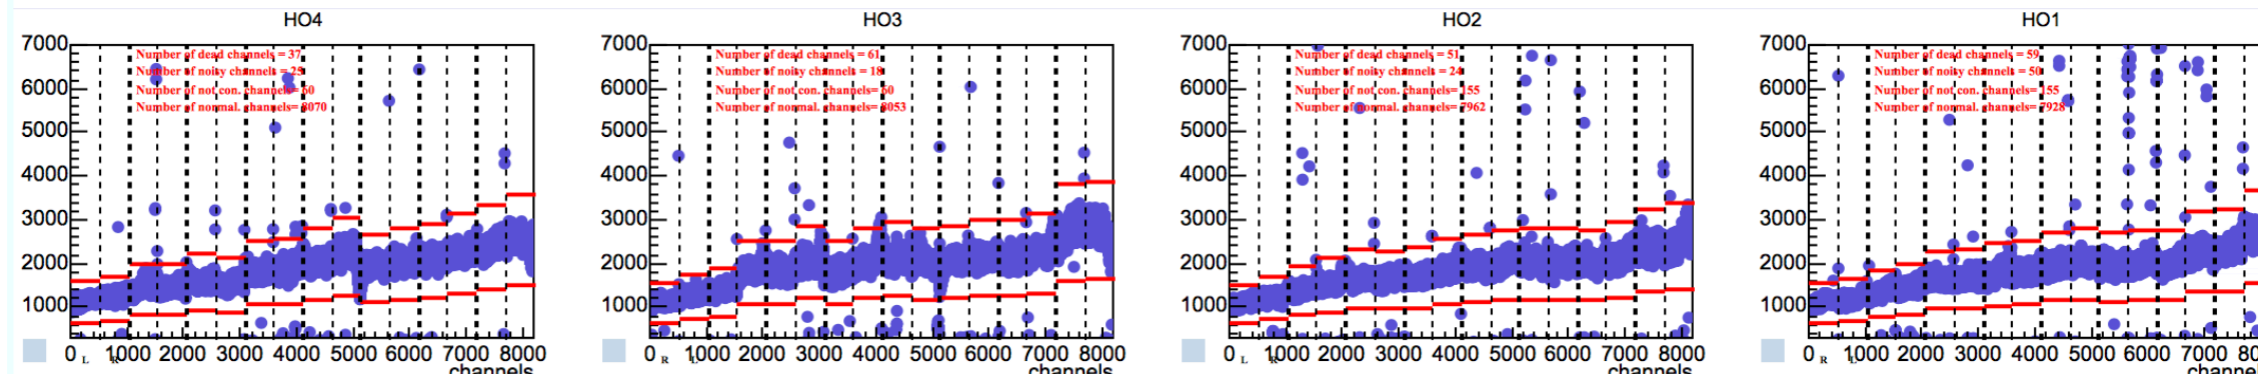 HO4
HO3
HO2
HO1
7000
6000
5000
4000
3000
2000
1000
Number of dead channels = 37
Number of noisy channels = 25
Number of not con. channels= 60
Number of normal. channels= 8070
0 1000 2000 3000 4000 5000 6000 7000 8000
L R
channels
7000
6000
5000
4000
3000
2000
1000
Number of dead channels = 61
Number of noisy channels = 18
Number of not con. channels= 60
Number of normal. channels= 8053
0 1000 2000 3000 4000 5000 6000 7000 8000
R L
channels
7000
6000
5000
4000
3000
2000
1000
Number of dead channels = 51
Number of noisy channels = 24
Number of not con. channels= 155
Number of normal. channels= 7962
0 1000 2000 3000 4000 5000 6000 7000 8000
L R
channels
7000
6000
5000
4000
3000
2000
1000
Number of dead channels = 59
Number of noisy channels = 50
Number of not con. channels= 155
Number of normal. channels= 7928
0 1000 2000 3000 4000 5000 6000 7000 80
R L
channe